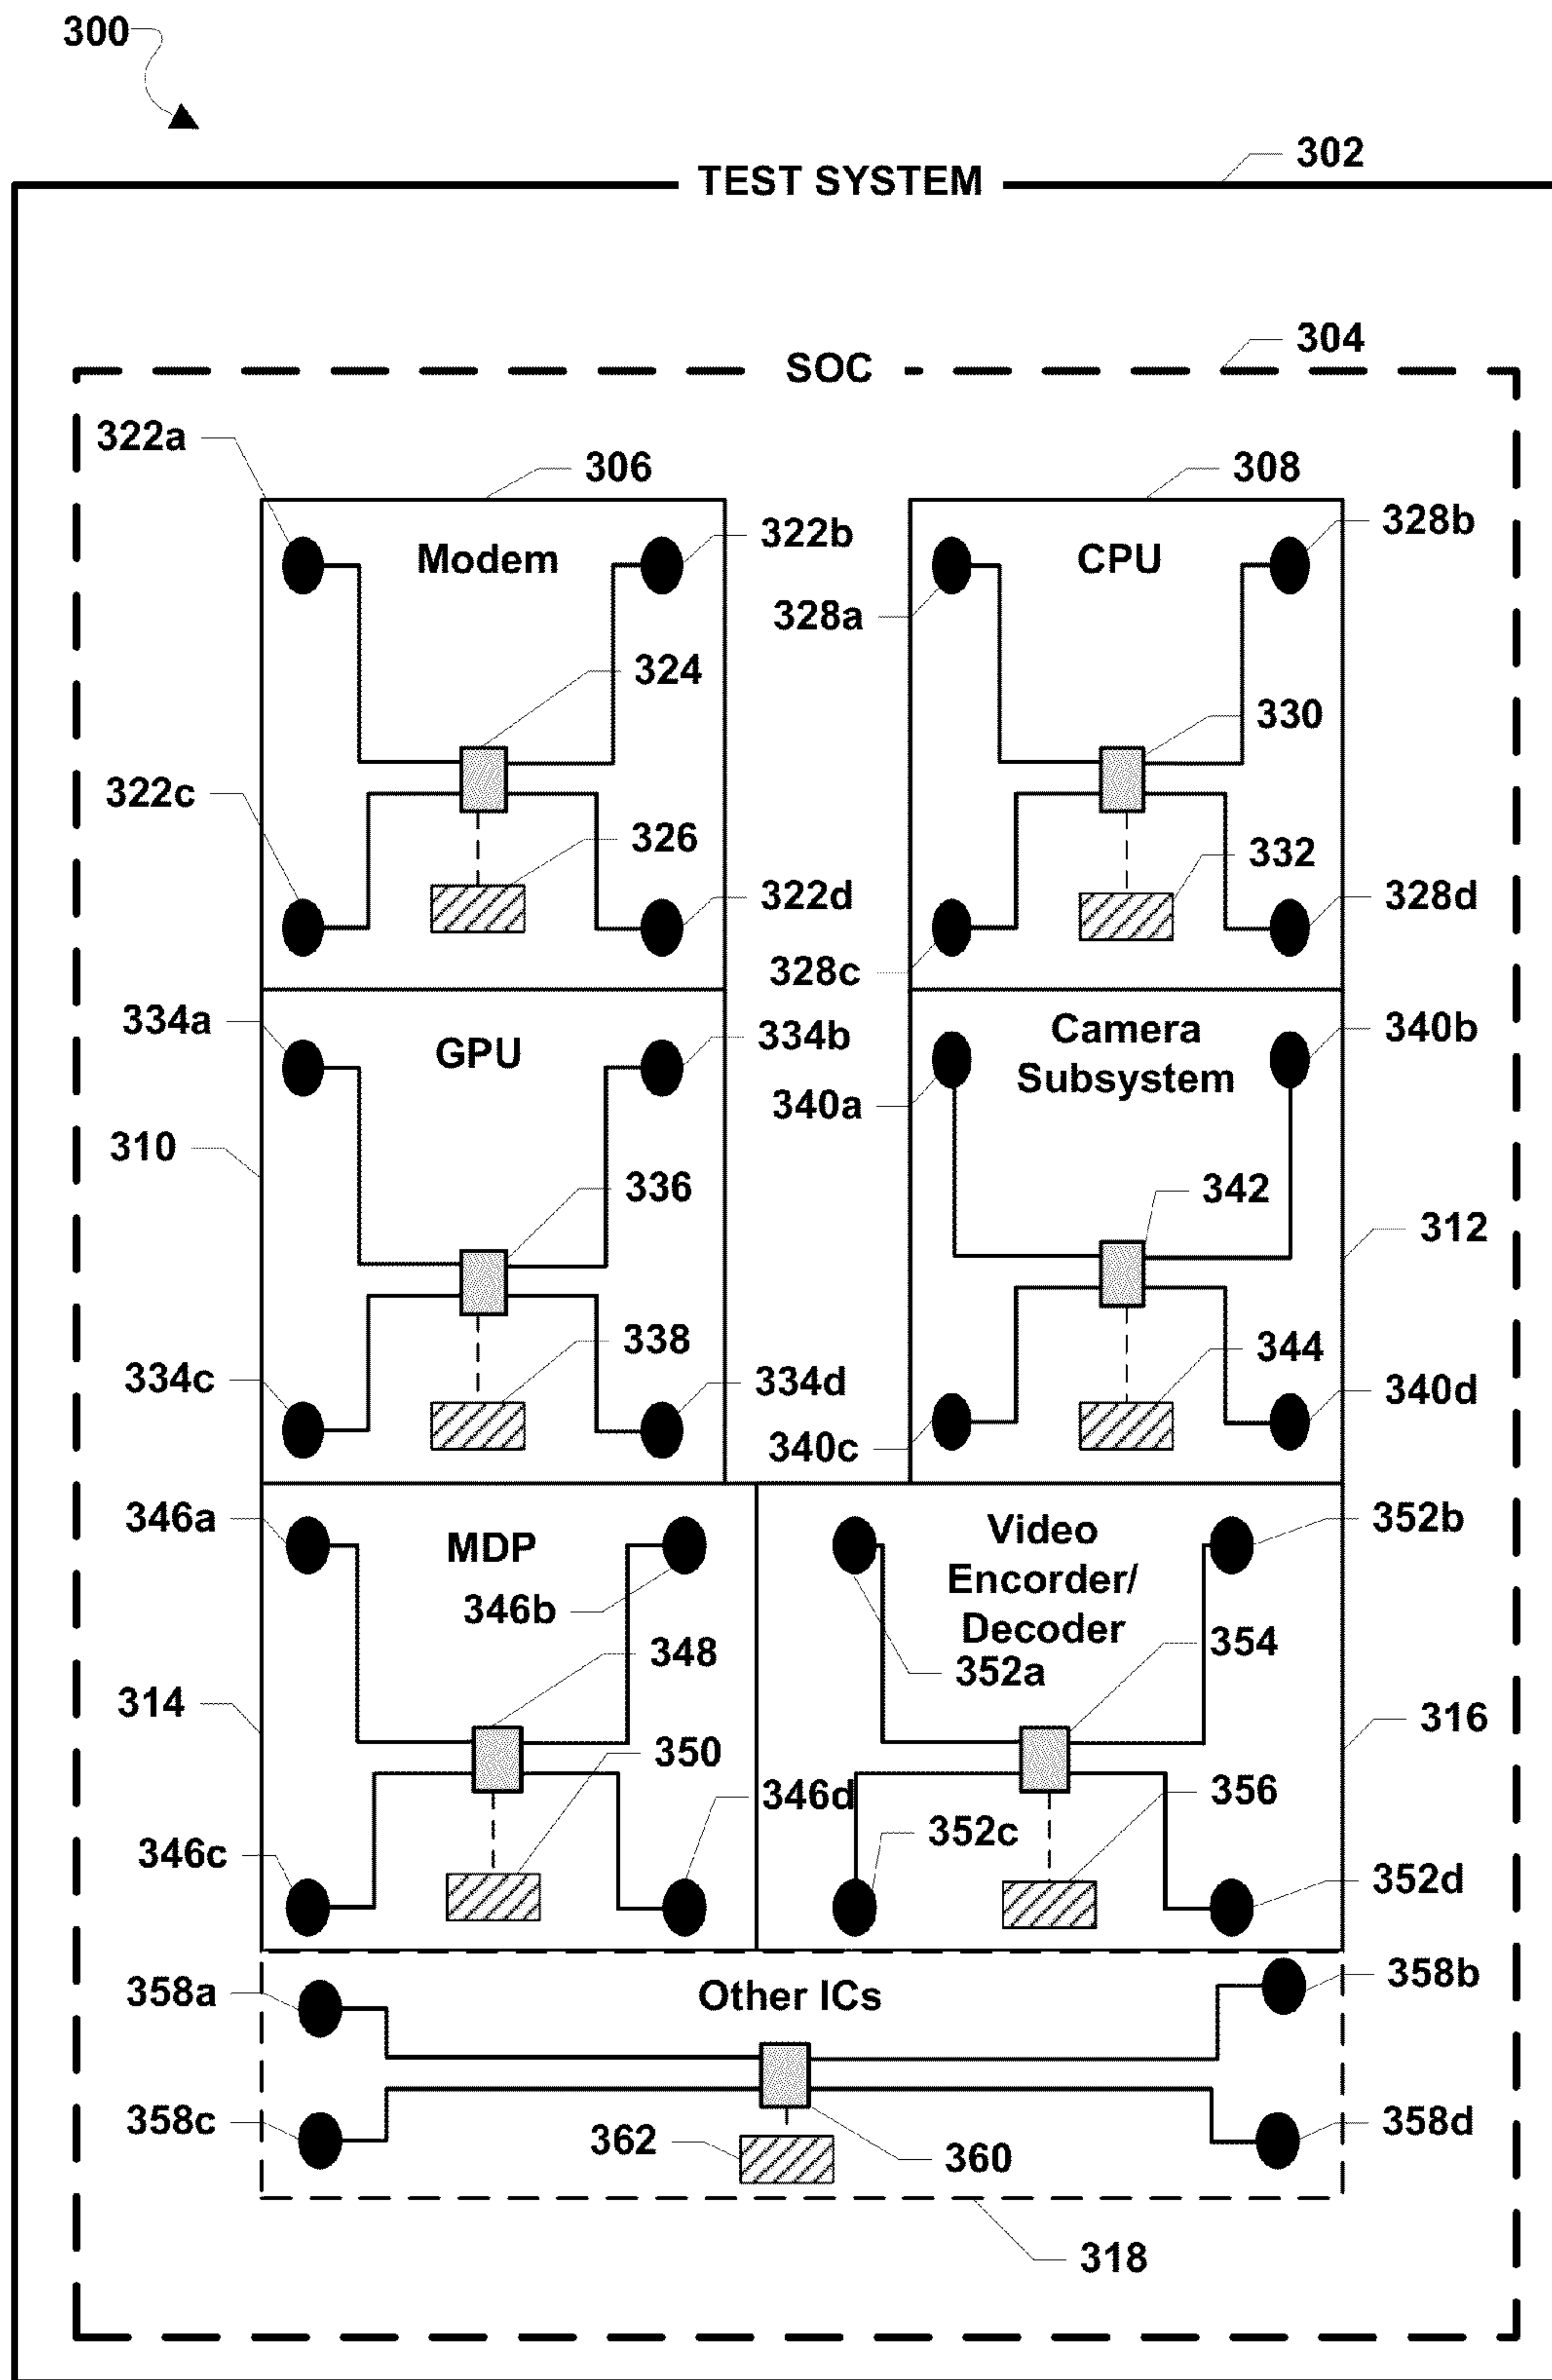 300
302
TEST SYSTEM
304
SOC
322a
306
308
322b
328b
Modem
CPU
328a
324
330
322c
326
332
322d
328d
328c
334a
334b
Camera
340b
GPU
Subsystem
340a
310
336
342
312
338
344
334c
334d
340d
340c
346a
352b
MDP
Video
Encorder/
346b
Decoder
348
354
352a
314
316
350
346d
356
352c
346c
352d
358a
358b
Other ICs
358c
358d
362
360
318